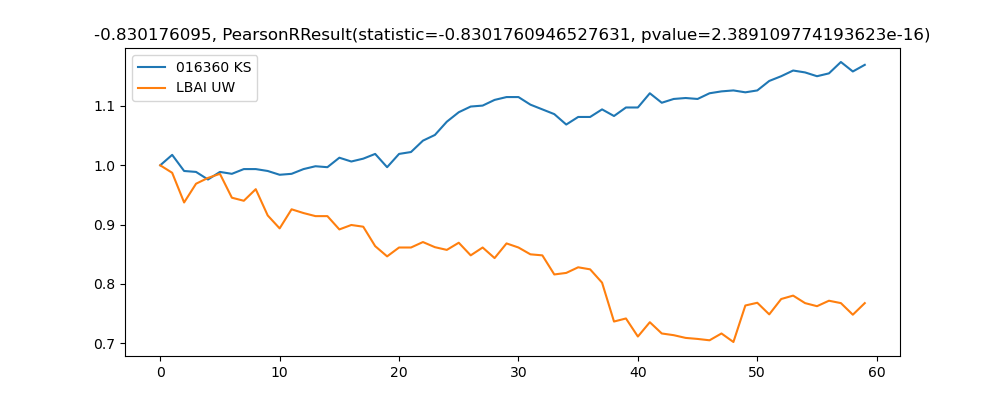 -0.830176095, PearsonRResult(statistic=-0.8301760946527631, pvalue=2.389109774193623e-16)
016360 KS
LBAI UW
1.1
1.0
0.9
0.8
0.7
0 10 20 30 40 50 60